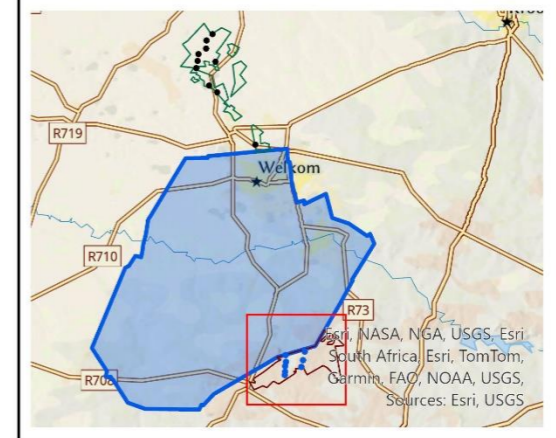 R719
Welkom
R710
R73
Esri, NASA, NGA, USGS, Esri
South Africa, Esri, TomTom,
Garmin, FAO, NOAA, USGS,
R708
Sources: Esri, USGS